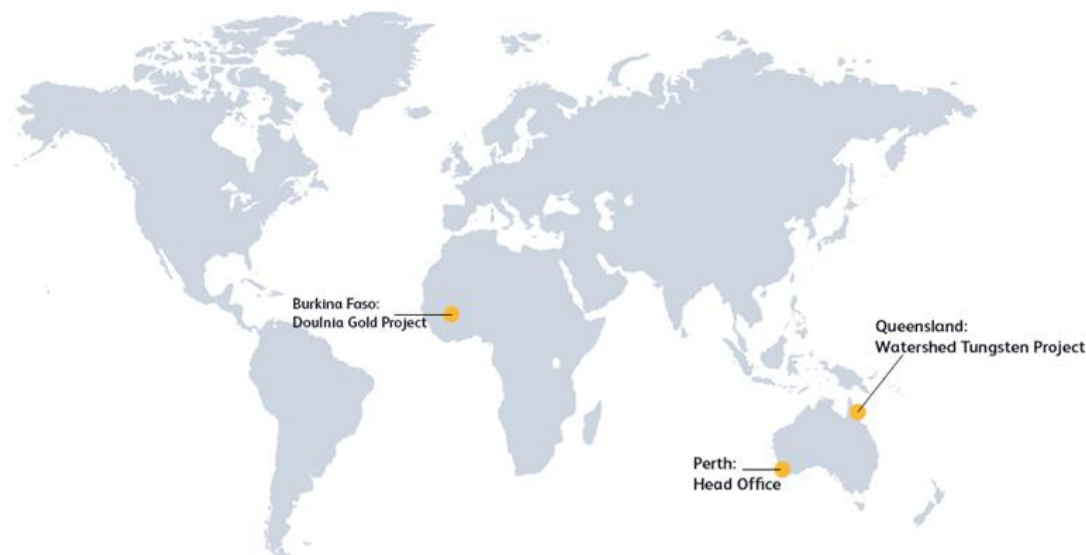 Burkina Faso:
Doulnia Gold Project
Queensland:
Watershed Tungsten Project
Perth:
Head Office